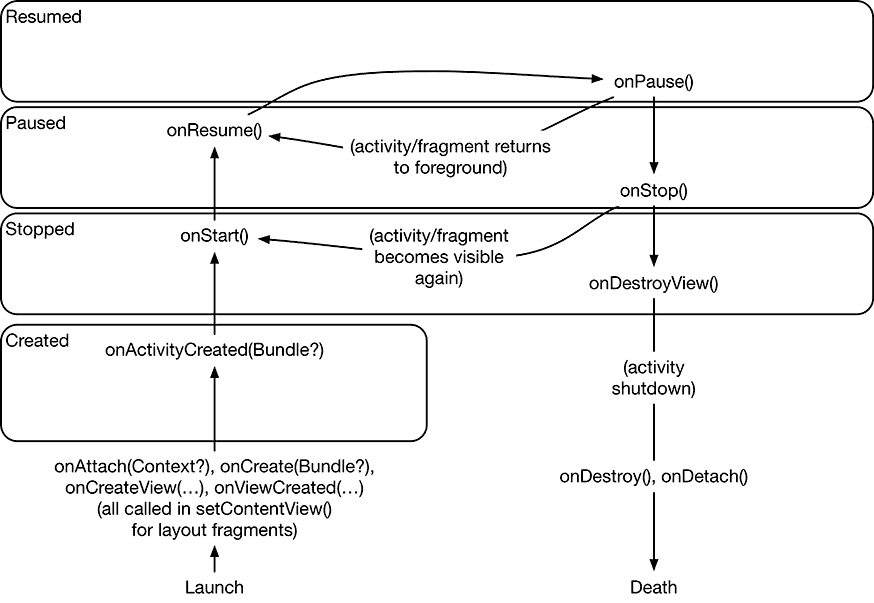 Resumed
onPause()
Paused
onResume()
(activity/fragment returns
to foreground)
onStop()
Stopped
onStart()
(activity/fragment
becomes visible
again)
onDestroyView()
Created
onActivityCreated(Bundle?)
(activity
shutdown)
onAttach(Context?), onCreate(Bundle?),
onCreateView(…), onViewCreated(…)
(all called in setContentView()
for layout fragments)
onDestroy(), onDetach()
Launch
Death